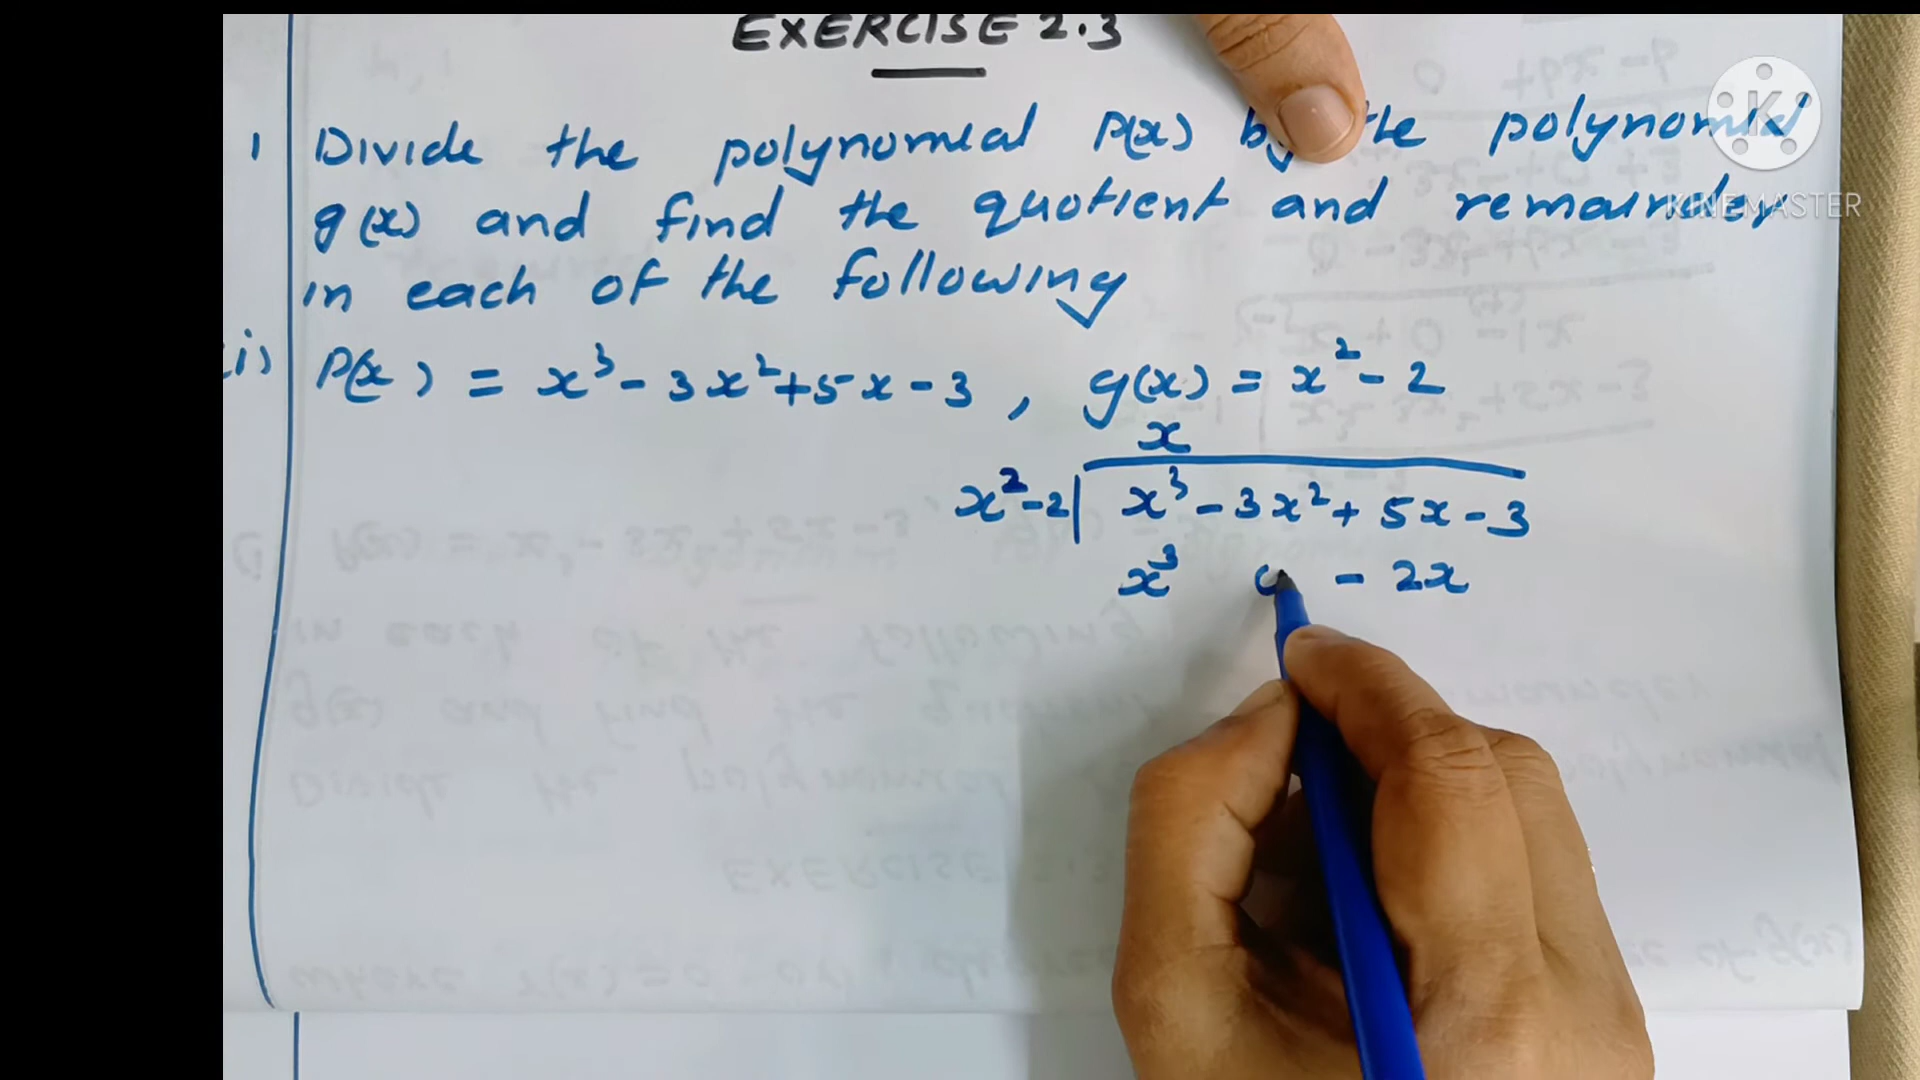 EXERCISE 2.3
1 Divide the polynomial P(x) by the polynomial
g(x) and find the quotient and remainder
in each of the following
(i) P(x) = x³ - 3x² + 5x - 3 , g(x) = x² - 2
x
x² - 2 | x³ - 3x² + 5x - 3
x³ 0 - 2x
K
KINEMASTER